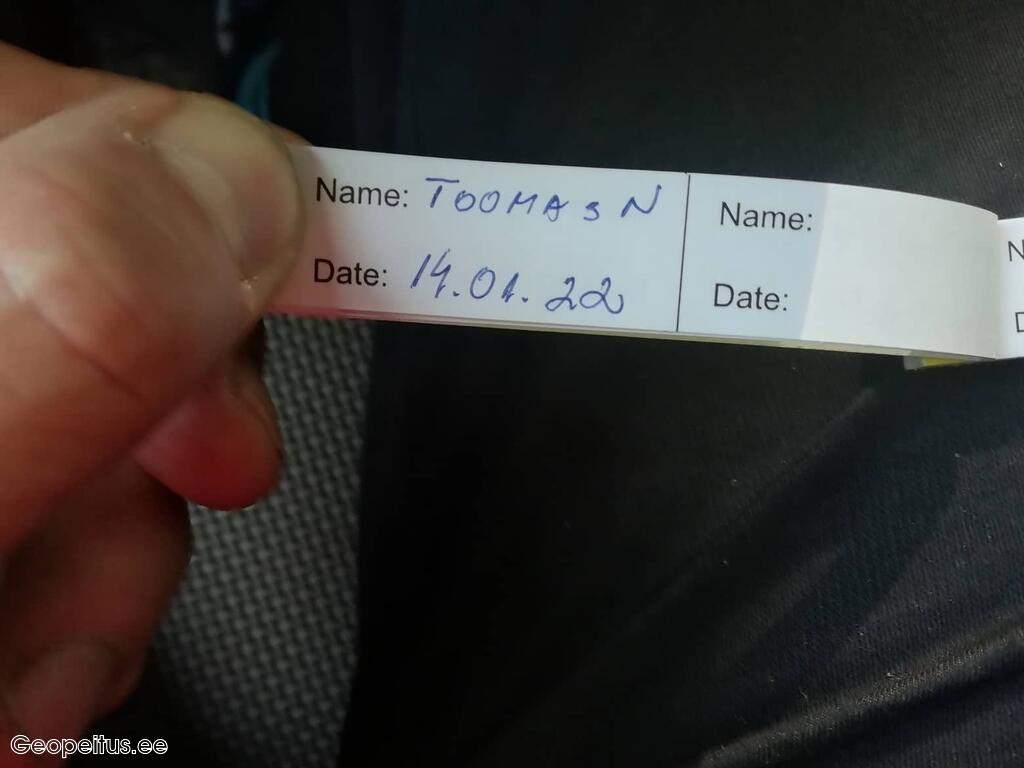 Name: TOOMAS N
Date: 14.01.22
Name:
Date:
Geopeitus.ee